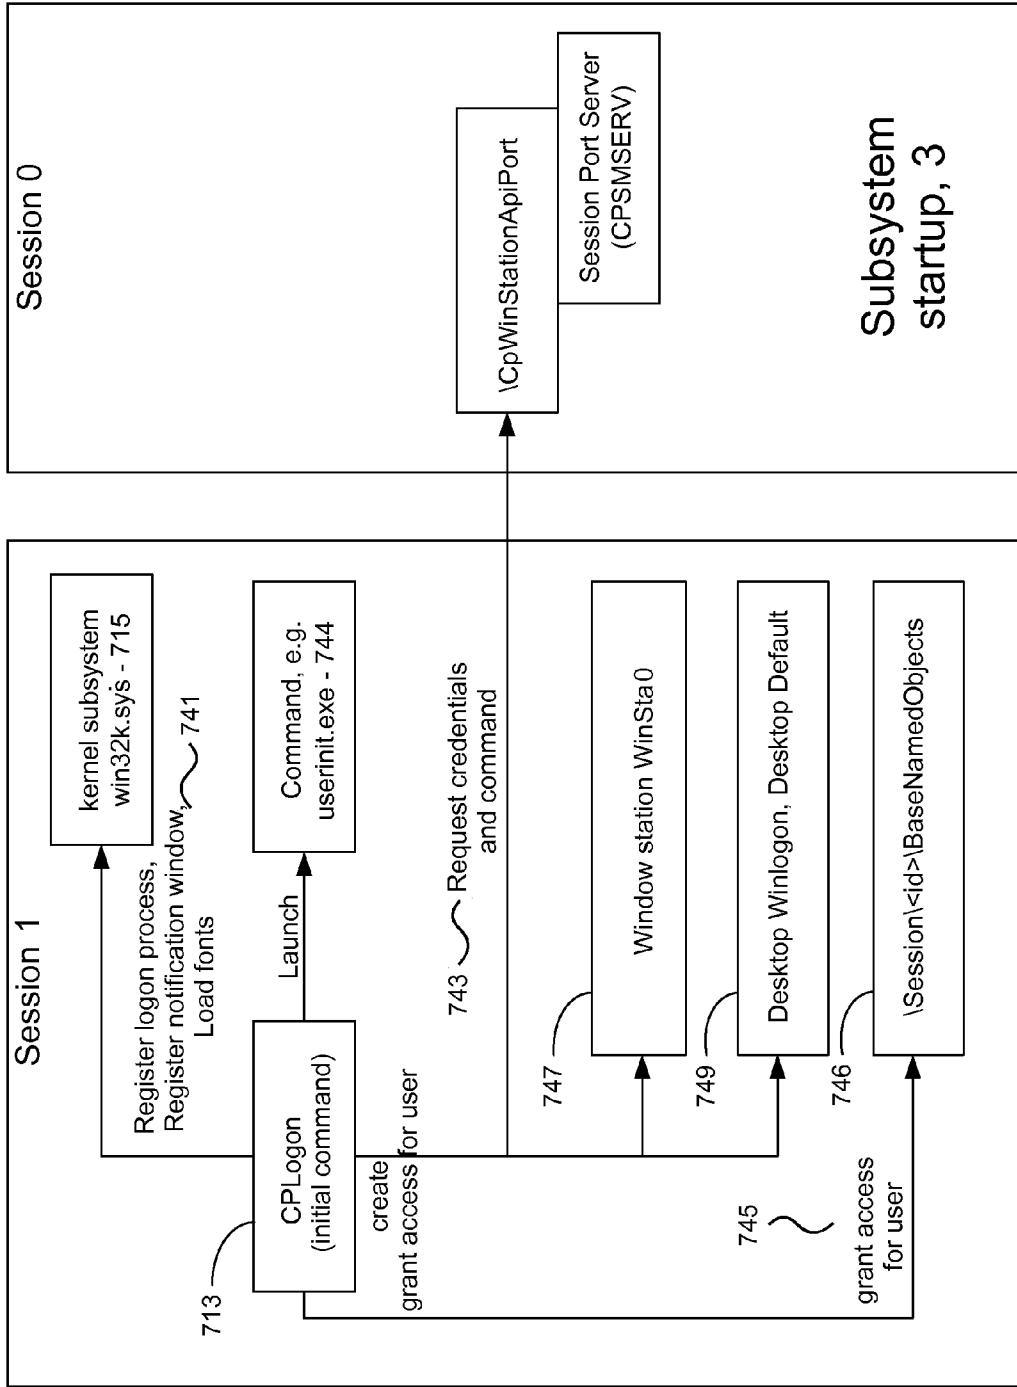 Session 1
kernel subsystem
win32k.sys - 715
Register logon process,
Register notification window,
Load fonts
741
Command, e.g.
userinit.exe - 744
Launch
CPLogon
(initial command)
713
743
Request credentials
and command
create
grant access for user
747
Window station WinSta0
749
Desktop Winlogon, Desktop Default
746
\Session\<id>\BaseNamedObjects
745
grant access
for user
Session 0
\CpWinStationApiPort
Session Port Server
(CPSMSERV)
Subsystem
startup, 3